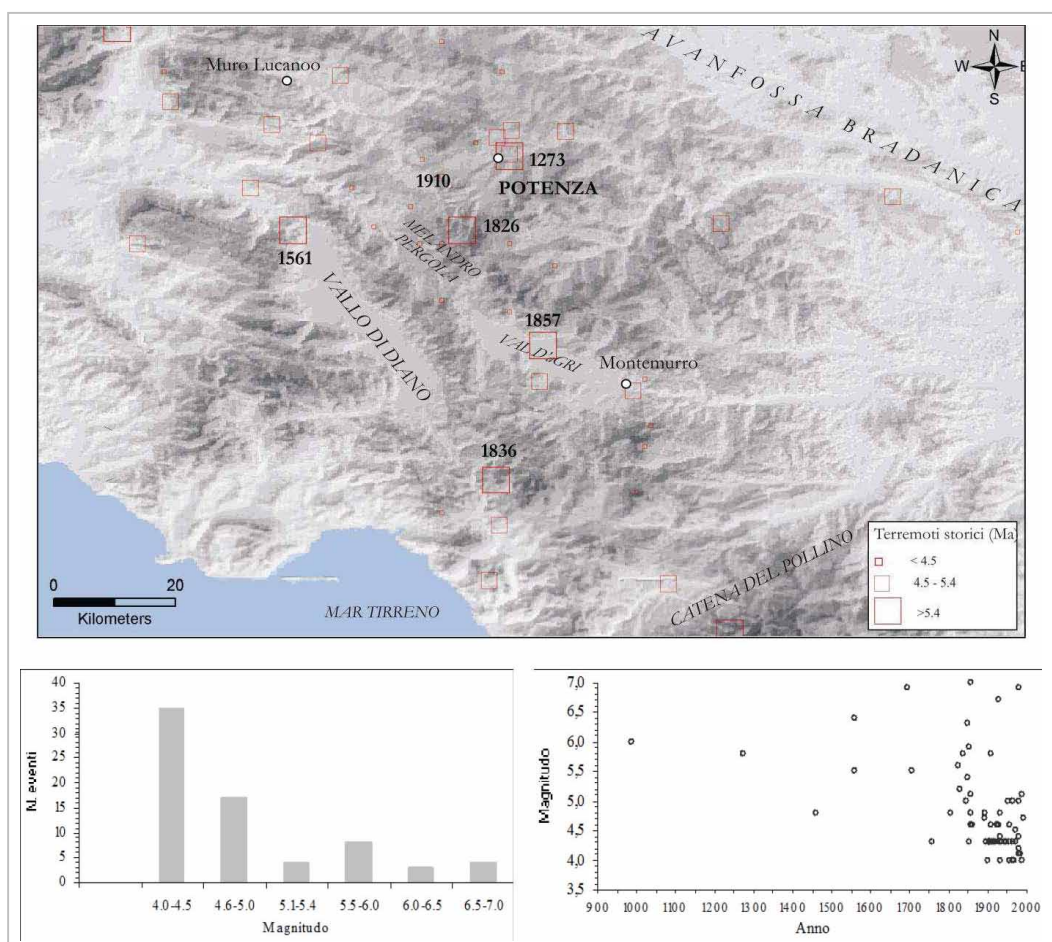 AVANFOSSA BRADANICA
N
W E
S
Muro Lucanoo
1273
POTENZA
1910
1826
1561
MELANDRO
PERGOLA
VALLO DI DIANO
1857
VAL D'AGRI
Montemurro
1836
CATENA DEL POLLINO
MAR TIRRENO
0 20
Kilometers
Terremoti storici (Ma)
< 4.5
4.5 - 5.4
>5.4
N. eventi
40
35
30
25
20
15
10
5
0
4.0-4.5 4.6-5.0 5.1-5.4 5.5-6.0 6.0-6.5 6.5-7.0
Magnitudo
Magnitudo
7,0
6,5
6,0
5,5
5,0
4,5
4,0
3,5
900 1000 1100 1200 1300 1400 1500 1600 1700 1800 1900 2000
Anno